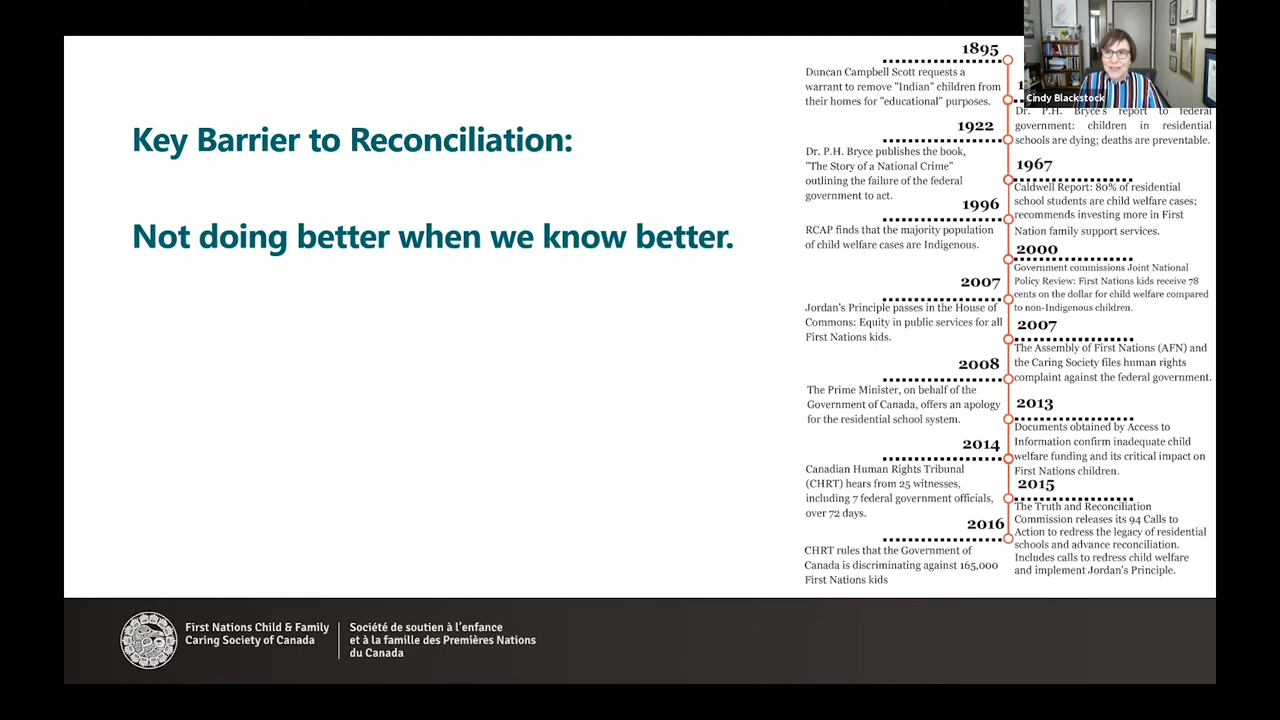 Key Barrier to Reconciliation:
Not doing better when we know better.
1895
Duncan Campbell Scott requests a
warrant to remove "Indian" children from
their homes for "educational" purposes.
Cindy Blackstock
Dr. P.H. Bryce's report to federal
government: children in residential
schools are dying; deaths are preventable.
1922
Dr. P.H. Bryce publishes the book,
"The Story of a National Crime"
outlining the failure of the federal
government to act.
1967
Caldwell Report: 80% of residential
school students are child welfare cases;
recommends investing more in First
Nation family support services.
1996
RCAP finds that the majority population
of child welfare cases are Indigenous.
2000
Government commissions Joint National
Policy Review: First Nations kids receive 78
cents on the dollar for child welfare compared
to non-Indigenous children.
2007
Jordan's Principle passes in the House of
Commons: Equity in public services for all
First Nations kids.
2007
The Assembly of First Nations (AFN) and
the Caring Society files human rights
complaint against the federal government.
2008
The Prime Minister, on behalf of the
Government of Canada, offers an apology
for the residential school system.
2013
Documents obtained by Access to
Information confirm inadequate child
welfare funding and its critical impact on
First Nations children.
2014
Canadian Human Rights Tribunal
(CHRT) hears from 25 witnesses,
including 7 federal government officials,
over 72 days.
2015
The Truth and Reconciliation
Commission releases its 94 Calls to
Action to redress the legacy of residential
schools and advance reconciliation.
Includes calls to redress child welfare
and implement Jordan's Principle.
2016
CHRT rules that the Government of
Canada is discriminating against 165,000
First Nations kids
First Nations Child & Family
Caring Society of Canada
Société de soutien à l'enfance
et à la famille des Premières Nations
du Canada